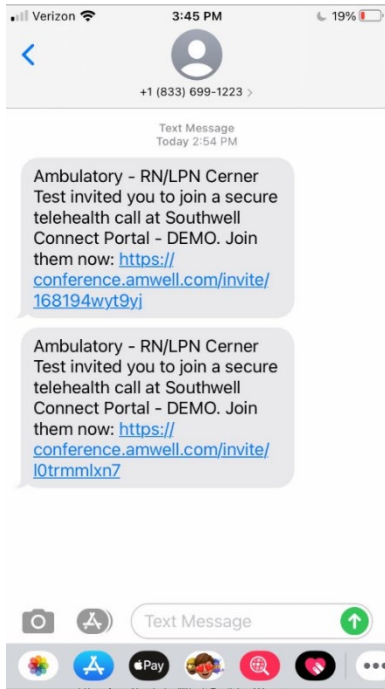 Verizon 3:45 PM 19%
+1 (833) 699-1223 >
Text Message
Today 2:54 PM
Ambulatory - RN/LPN Cerner
Test invited you to join a secure
telehealth call at Southwell
Connect Portal - DEMO. Join
them now: https://
conference.amwell.com/invite/
168194wyt9yj
Ambulatory - RN/LPN Cerner
Test invited you to join a secure
telehealth call at Southwell
Connect Portal - DEMO. Join
them now: https://
conference.amwell.com/invite/
l0trmmlxn7
Text Message
Pay